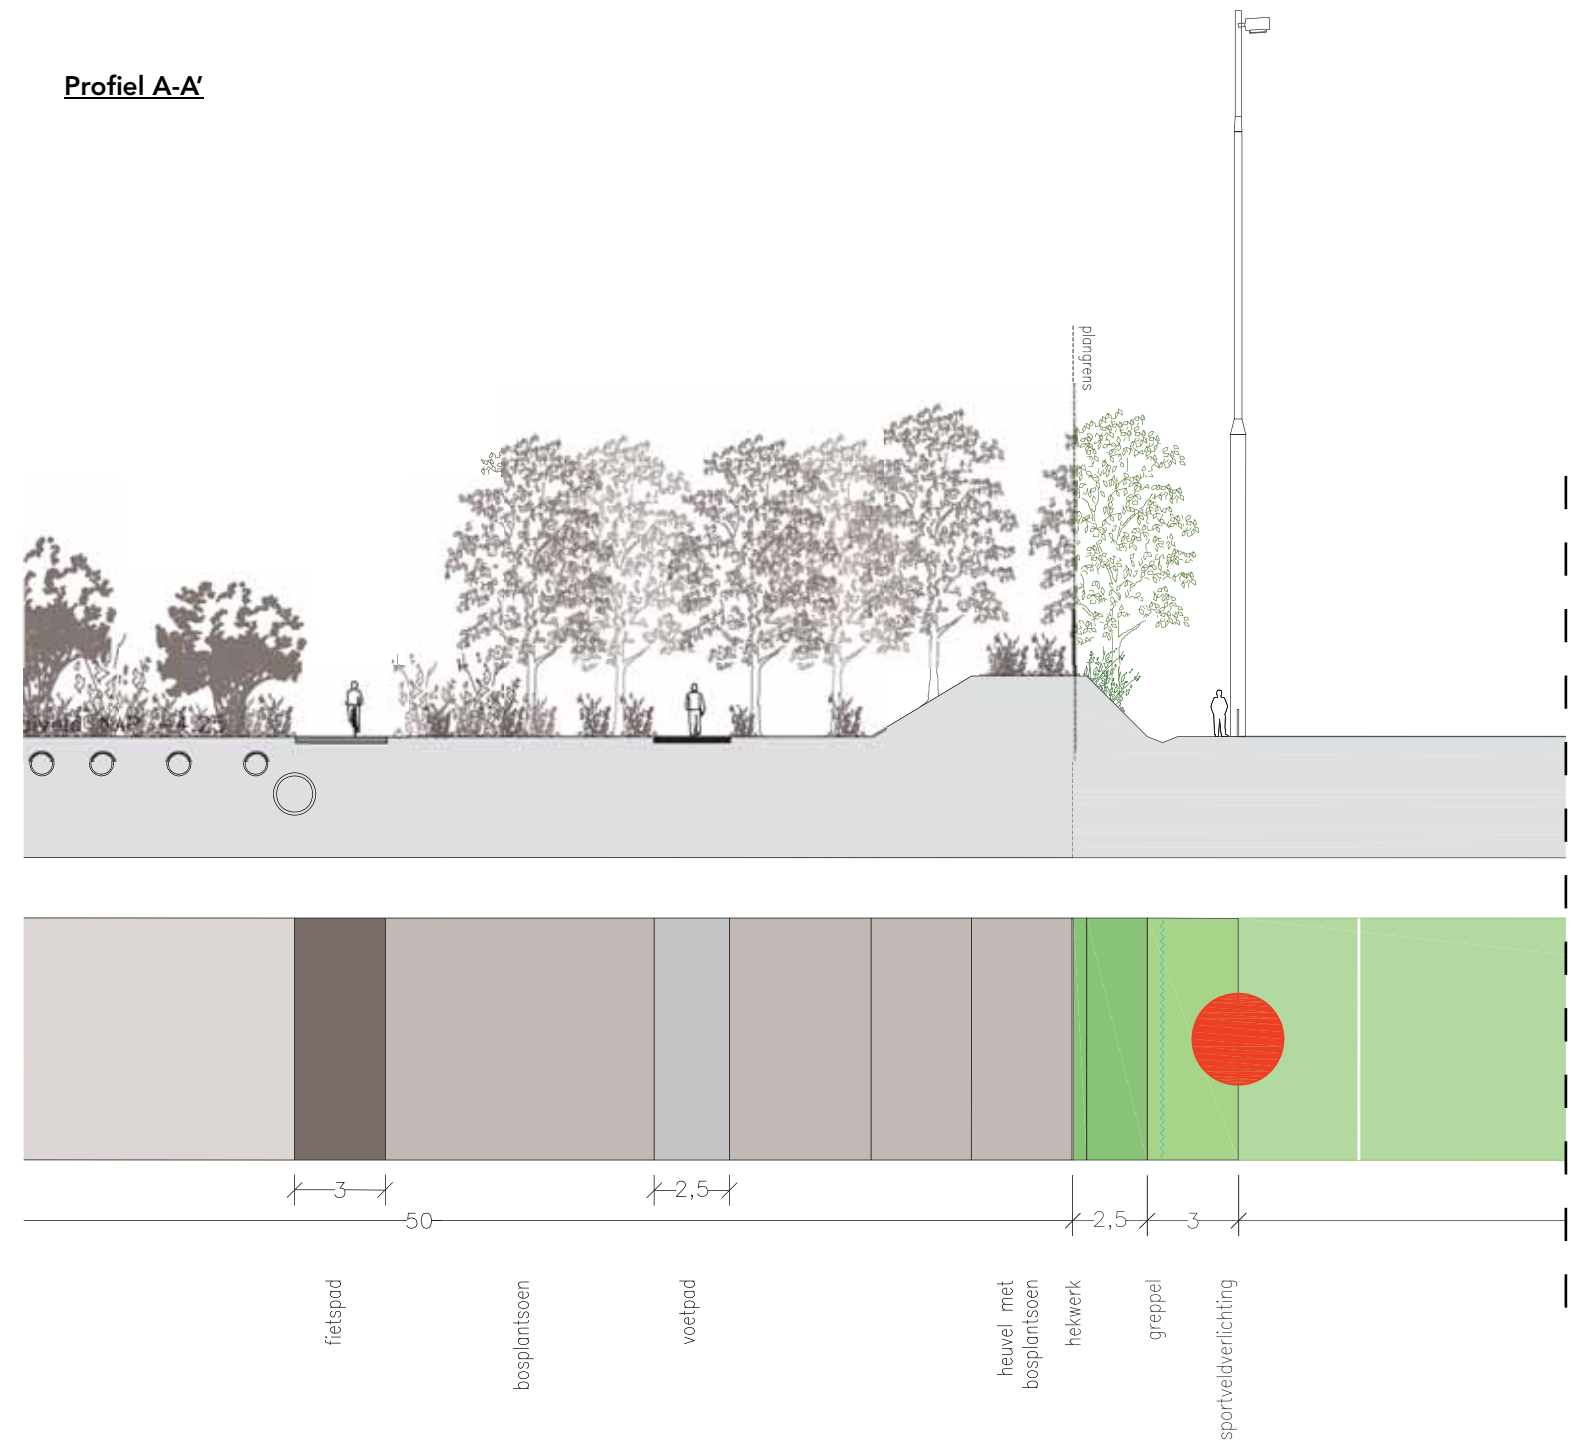 Profiel A-A'
plangrens
3
2,5
50
2,5
3
fietspad
bosplantsoen
voetpad
heuvel met
bosplantsoen
hekwerk
greppel
sportveldverlichting